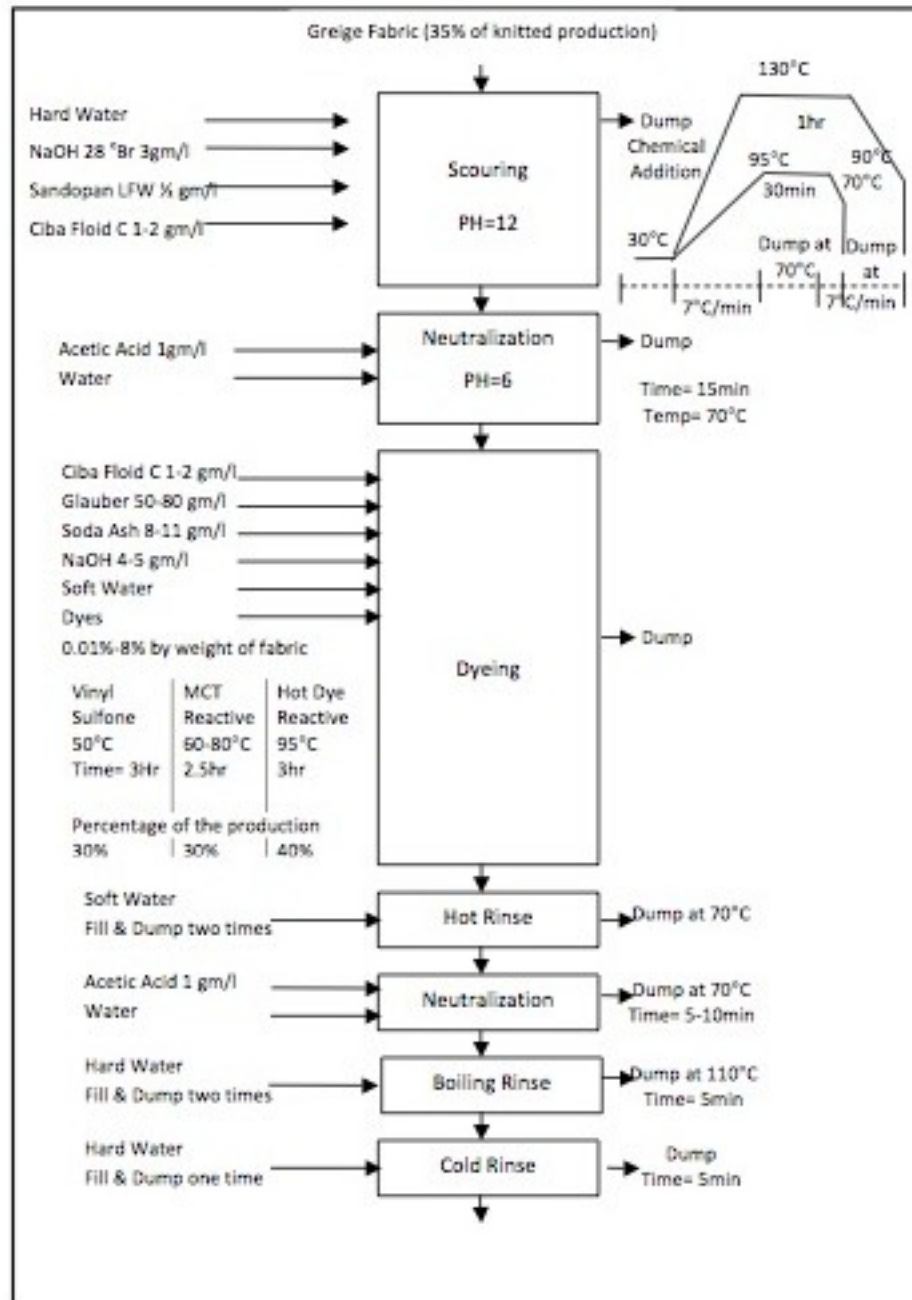 Greige Fabric (35% of knitted production)
Hard Water
NaOH 28 °Br 3gm/l
Sandopan LFW ½ gm/l
Ciba Floid C 1-2 gm/l
Scouring
PH=12
Dump
Chemical
Addition
130°C
1hr
95°C
90°C
30min
70°C
30°C
Dump at
70°C
Dump
at
7°C/min
7°C/min
Acetic Acid 1gm/l
Water
Neutralization
PH=6
Dump
Time= 15min
Temp= 70°C
Ciba Floid C 1-2 gm/l
Glauber 50-80 gm/l
Soda Ash 8-11 gm/l
NaOH 4-5 gm/l
Soft Water
Dyes
0.01%-8% by weight of fabric
Dyeing
Dump
Vinyl MCT Hot Dye
Sulfone Reactive Reactive
50°C 60-80°C 95°C
Time= 3Hr 2.5hr 3hr
Percentage of the production
30% 30% 40%
Soft Water
Fill & Dump two times
Hot Rinse
Dump at 70°C
Acetic Acid 1 gm/l
Water
Neutralization
Dump at 70°C
Time= 5-10min
Hard Water
Fill & Dump two times
Boiling Rinse
Dump at 110°C
Time= 5min
Hard Water
Fill & Dump one time
Cold Rinse
Dump
Time= 5min